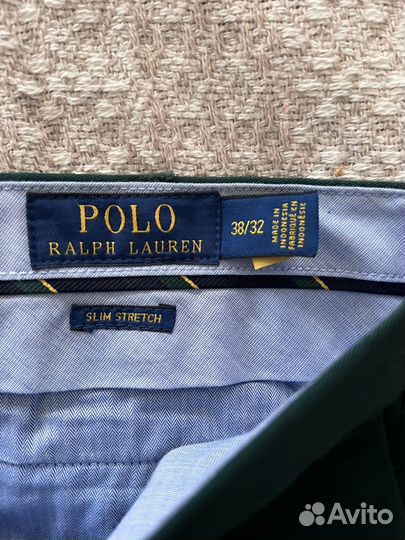 POLO
RALPH LAUREN
38/32
MADE IN
INDONESIA
FABRIQUÉ EN
INDONÉSIE
SLIM STRETCH
Avito